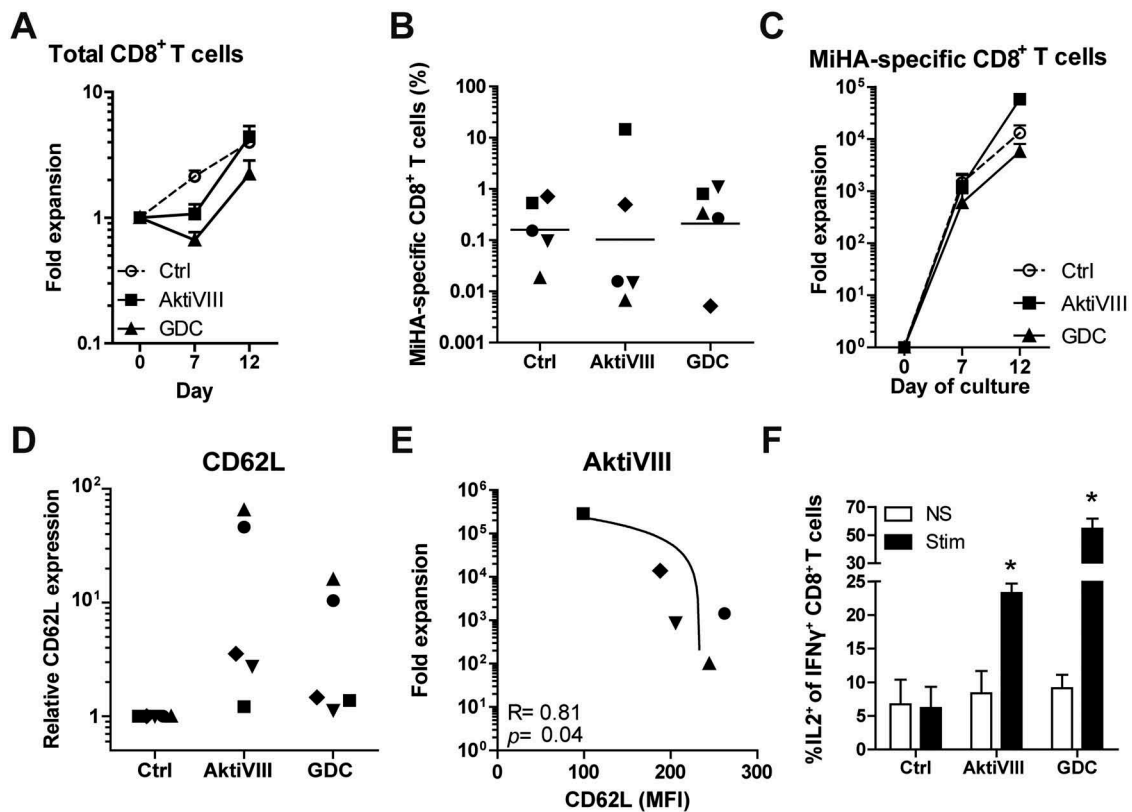 A
Total CD8⁺ T cells
Fold expansion
10
1
0.1
Ctrl
AktiVIII
GDC
0
7
12
Day
B
MiHA-specific CD8⁺ T cells (%)
100
10
1
0.1
0.01
0.001
Ctrl
AktiVIII
GDC
C
MiHA-specific CD8⁺ T cells
Fold expansion
10⁵
10⁴
10³
10²
10¹
10⁰
Ctrl
AktiVIII
GDC
0
7
12
Day of culture
D
CD62L
Relative CD62L expression
10²
10¹
1
Ctrl
AktiVIII
GDC
E
AktiVIII
Fold expansion
10⁶
10⁵
10⁴
10³
10²
10¹
10⁰
R= 0.81
p= 0.04
0
100
200
300
CD62L (MFI)
F
%IL2⁺ of IFNγ⁺ CD8⁺ T cells
70
50
30
25
20
15
10
5
0
NS
Stim
*
*
Ctrl
AktiVIII
GDC